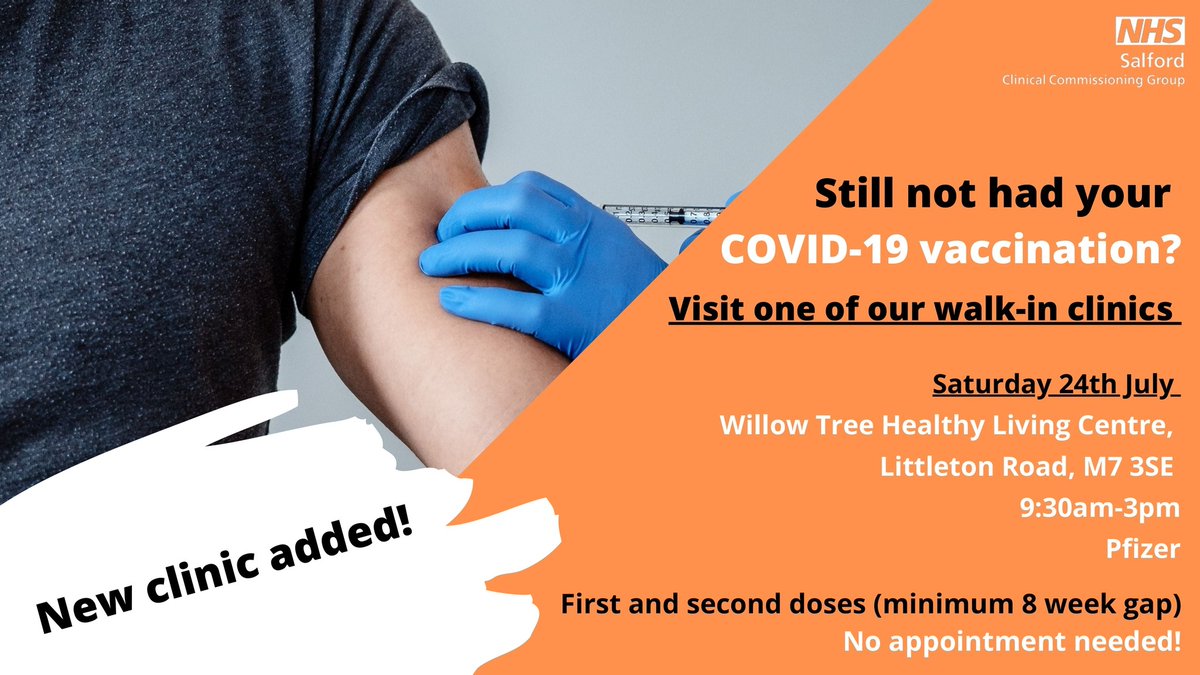 NHS
Salford
Clinical Commissioning Group
Still not had your
COVID-19 vaccination?
Visit one of our walk-in clinics
Saturday 24th July
Willow Tree Healthy Living Centre,
Littleton Road, M7 3SE
9:30am-3pm
Pfizer
First and second doses (minimum 8 week gap)
No appointment needed!
New clinic added!